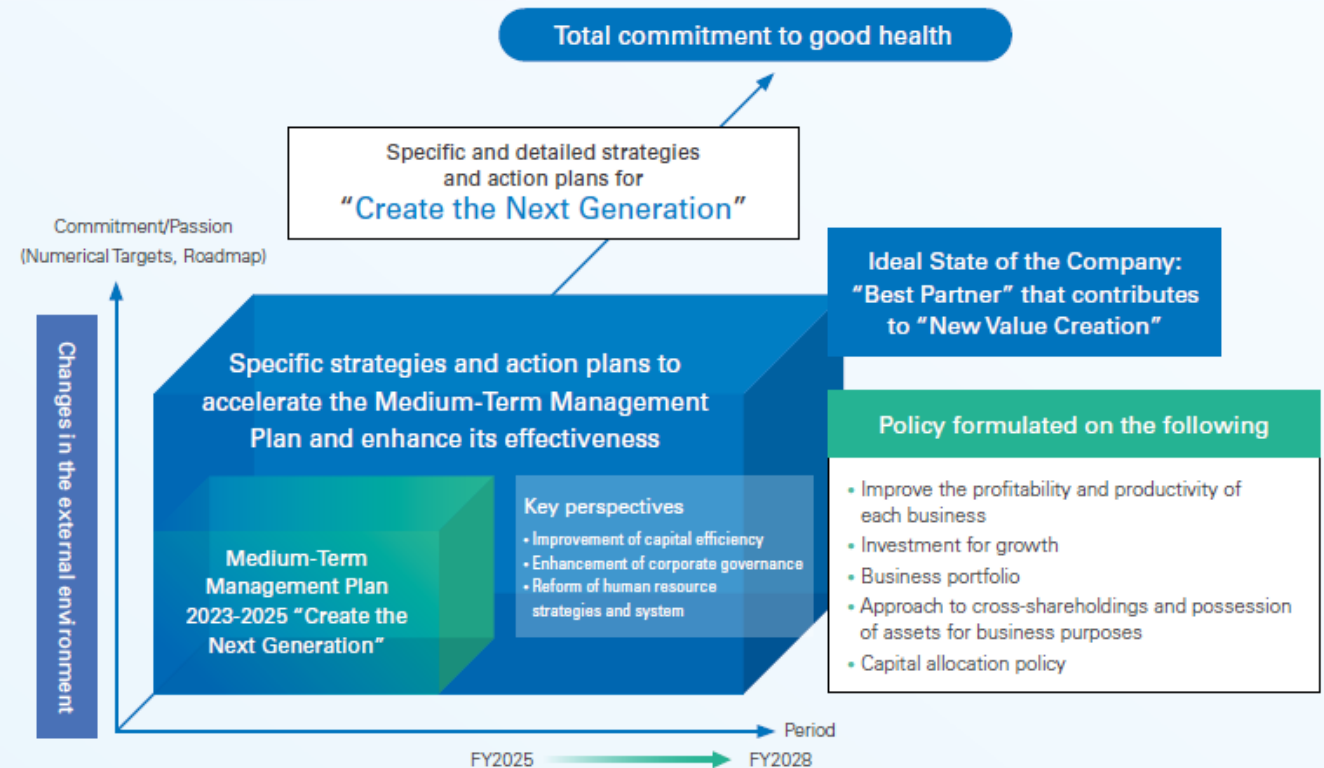 Total commitment to good health
Specific and detailed strategies
and action plans for
“Create the Next Generation”
Commitment/Passion
(Numerical Targets, Roadmap)
Changes in the external environment
Ideal State of the Company:
“Best Partner” that contributes
to “New Value Creation”
Specific strategies and action plans to
accelerate the Medium-Term Management
Plan and enhance its effectiveness
Policy formulated on the following
• Improve the profitability and productivity of
each business
• Investment for growth
• Business portfolio
• Approach to cross-shareholdings and possession
of assets for business purposes
• Capital allocation policy
Key perspectives
• Improvement of capital efficiency
• Enhancement of corporate governance
• Reform of human resource
strategies and system
Medium-Term
Management Plan
2023-2025 “Create the
Next Generation”
Period
FY2025
FY2028